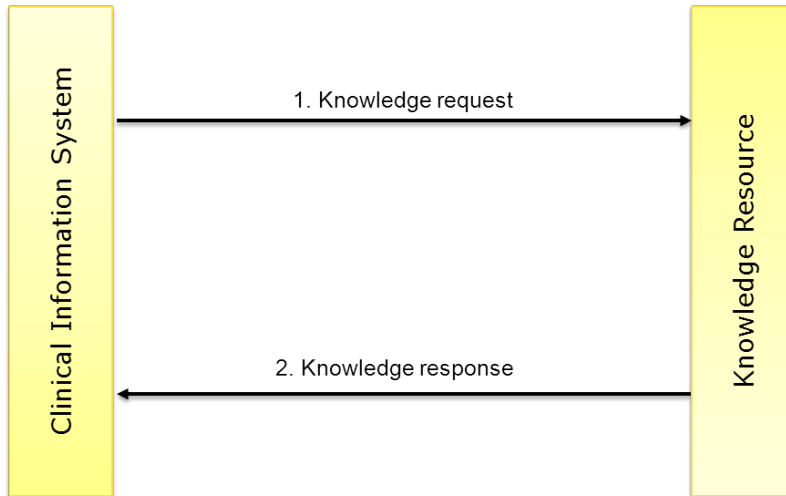 Clinical Information System
1. Knowledge request
2. Knowledge response
Knowledge Resource